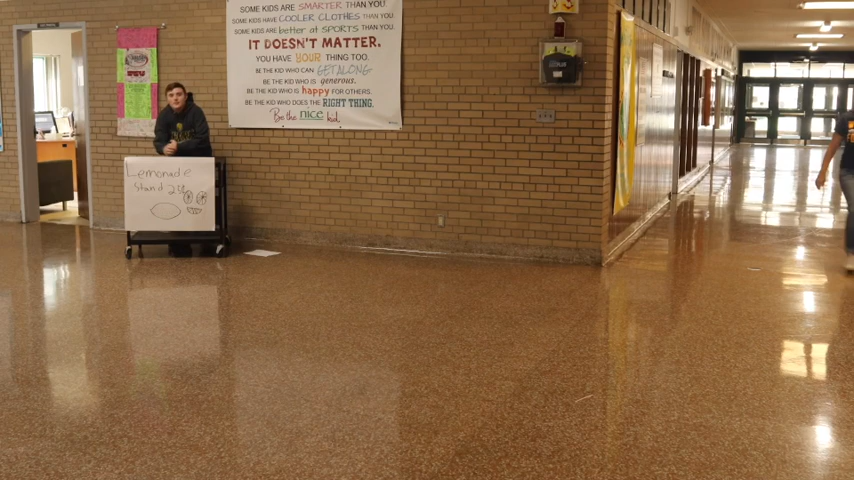 SOME KIDS ARE SMARTER THAN YOU.
SOME KIDS HAVE COOLER CLOTHES THAN YOU.
SOME KIDS ARE better at SPORTS THAN YOU.
IT DOESN'T MATTER.
YOU HAVE YOUR THING TOO.
BE THE KID WHO CAN GET ALONG.
BE THE KID WHO IS generous.
BE THE KID WHO IS happy FOR OTHERS.
BE THE KID WHO DOES THE RIGHT THING.
Be the nice kid.
Lemonade
Stand